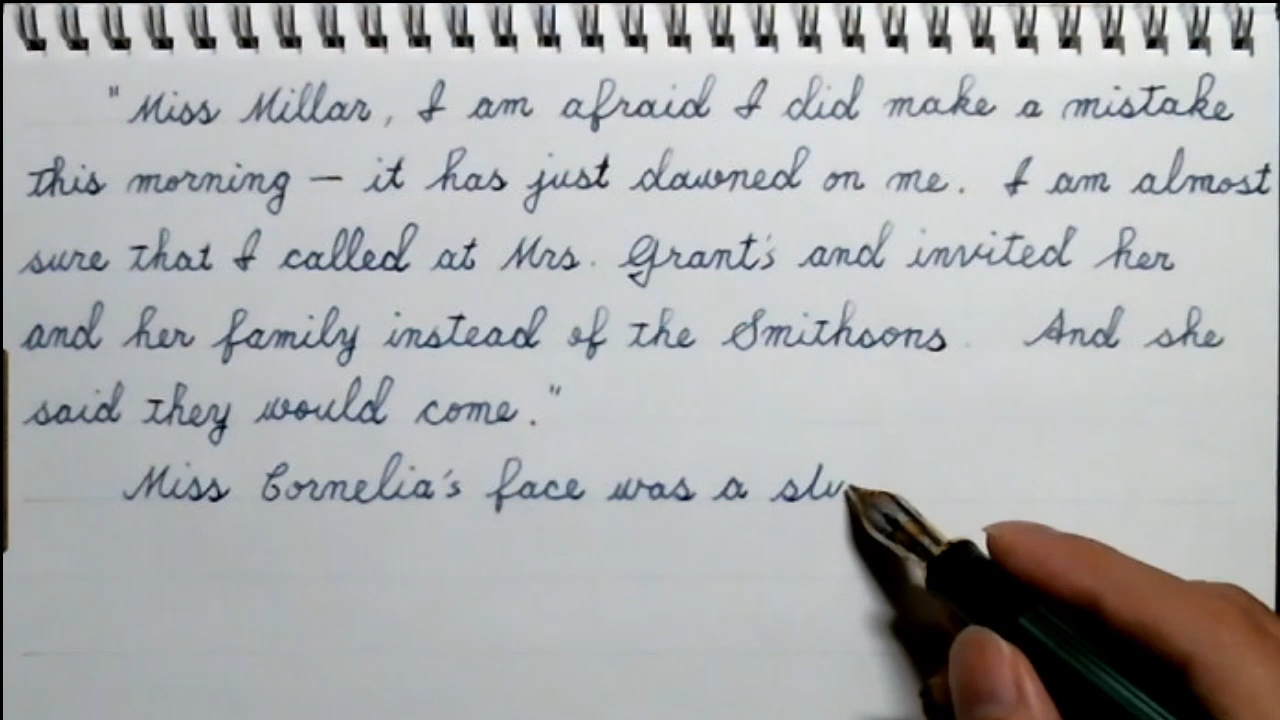 "Miss Millar, I am afraid I did make a mistake
this morning — it has just dawned on me. I am almost
sure that I called at Mrs. Grant's and invited her
and her family instead of the Smithsons. And she
said they would come."
Miss Cornelia's face was a